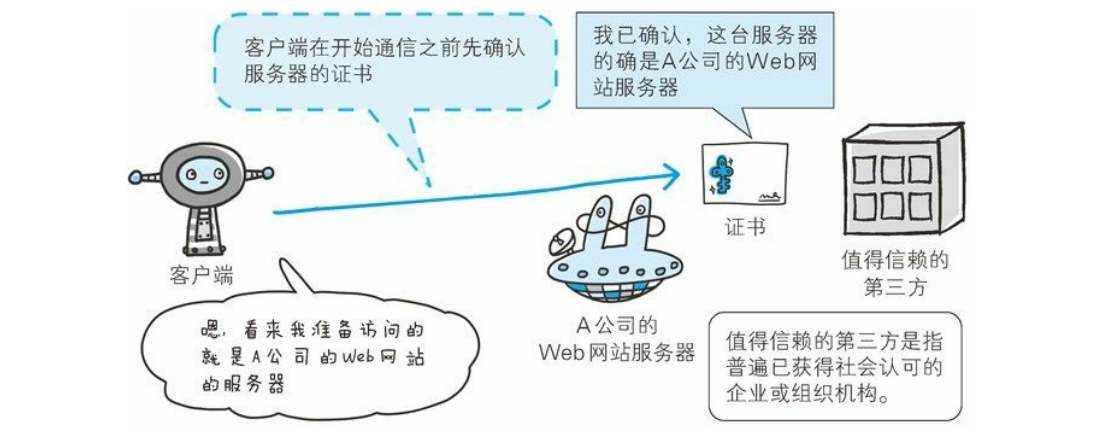 客户端在开始通信之前先确认
服务器的证书
我已确认，这台服务器
的确是A公司的Web网
站服务器
证书
客户端
值得信赖的
第三方
嗯，看来我准备访问的
就是A公司的Web网站
的服务器
A公司的
Web网站服务器
值得信赖的第三方是指
普遍已获得社会认可的
企业或组织机构。